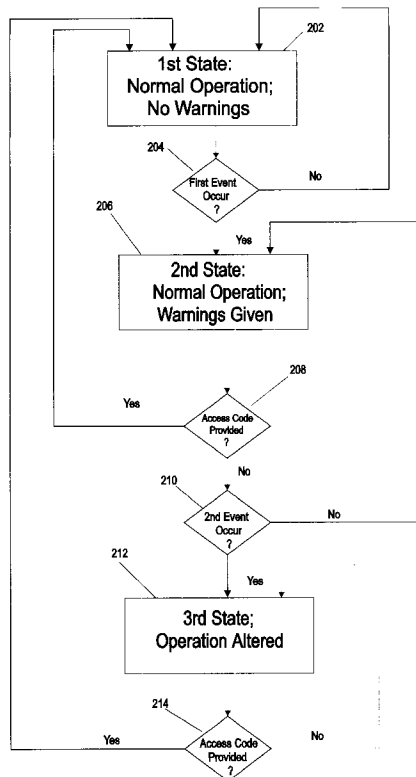 202
1st State:
Normal Operation;
No Warnings
204
First Event
Occur
?
No
206
Yes
2nd State:
Normal Operation;
Warnings Given
208
Yes
Access Code
Provided
?
No
210
2nd Event
Occur
?
No
212
Yes
3rd State;
Operation Altered
214
Yes
Access Code
Provided
?
No